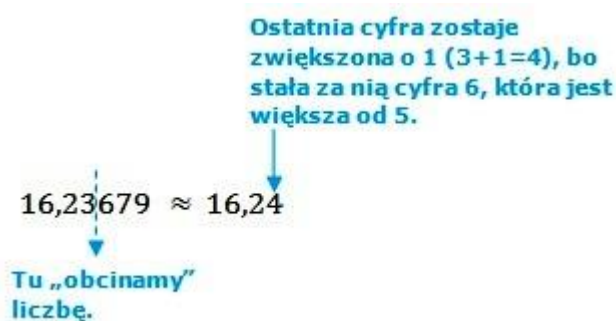 Ostatnia cyfra zostaje
zwiększona o 1 (3+1=4), bo
stała za nią cyfra 6, która jest
większa od 5.
16,23679 ≈ 16,24
Tu „obcinamy”
liczbę.